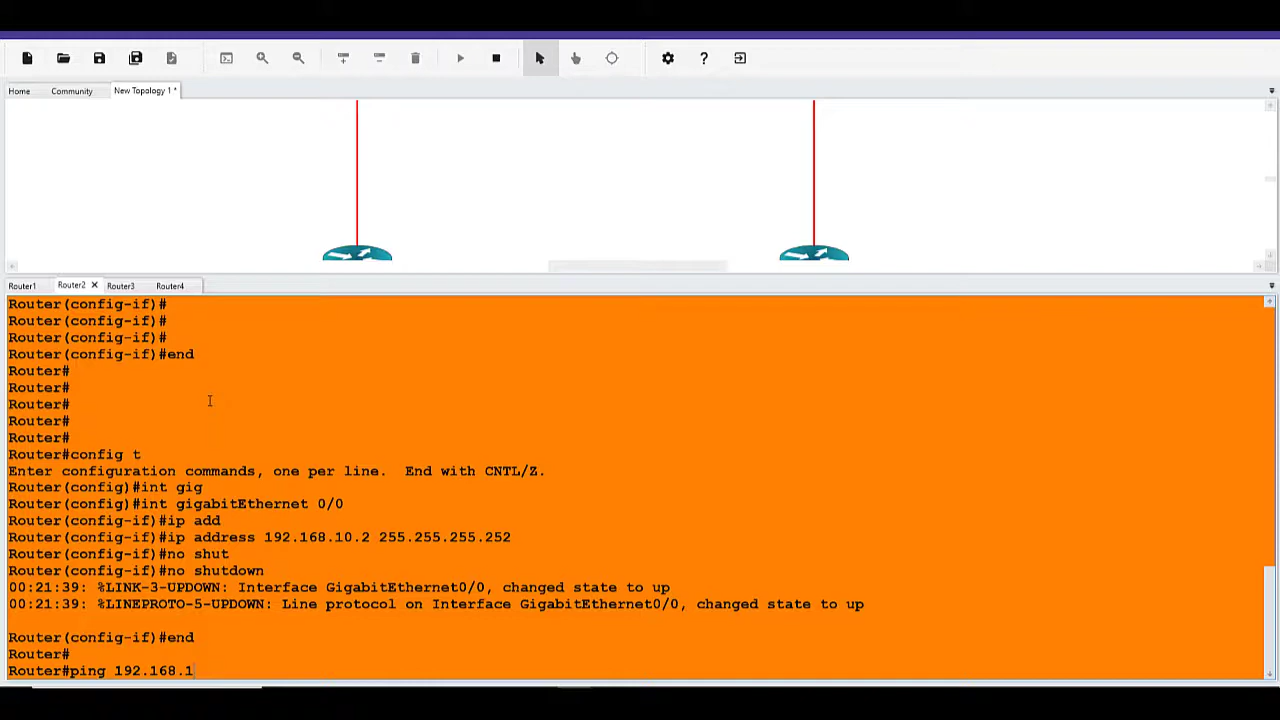 Home Community New Topology 1 *
Router1 Router2 Router3 Router4
Router(config-if)#
Router(config-if)#
Router(config-if)#
Router(config-if)#end
Router#
Router#
Router#
Router#
Router#
Router#config t
Enter configuration commands, one per line. End with CNTL/Z.
Router(config)#int gig
Router(config)#int gigabitEthernet 0/0
Router(config-if)#ip add
Router(config-if)#ip address 192.168.10.2 255.255.255.252
Router(config-if)#no shut
Router(config-if)#no shutdown
00:21:39: %LINK-3-UPDOWN: Interface GigabitEthernet0/0, changed state to up
00:21:39: %LINEPROTO-5-UPDOWN: Line protocol on Interface GigabitEthernet0/0, changed state to up
Router(config-if)#end
Router#
Router#ping 192.168.1